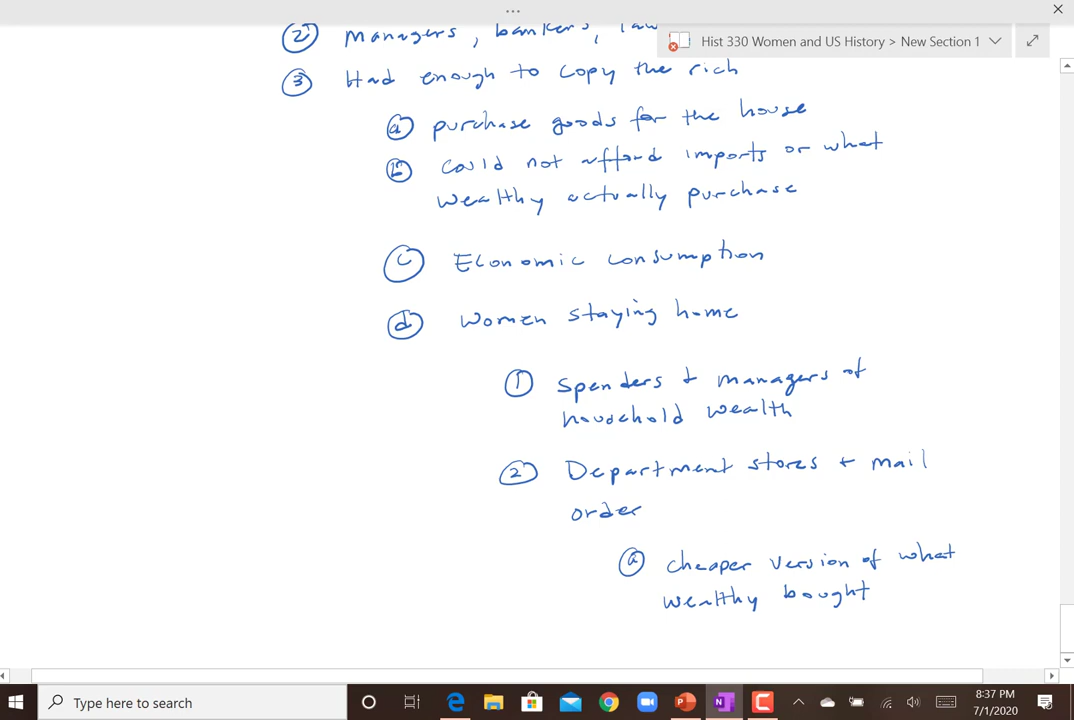 Hist 330 Women and US History > New Section 1
② managers, bankers, law
③ Had enough to copy the rich
ⓐ purchase goods for the house
ⓑ could not afford imports or what
wealthy actually purchase
ⓒ Economic consumption
ⓓ Women staying home
① Spenders + managers of
household wealth
② Department stores + mail
order
ⓐ cheaper version of what
wealthy bought
Type here to search
8:37 PM
7/1/2020